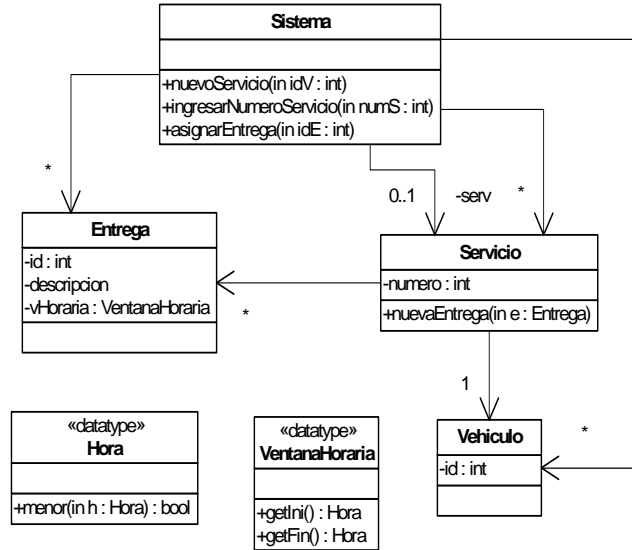 Sistema
+nuevoServicio(in idV : int)
+ingresarNumeroServicio(in numS : int)
+asignarEntrega(in idE : int)
*
0..1
-serv
*
Entrega
-id : int
-descripcion
-vHoraria : VentanaHoraria
Servicio
-numero : int
+nuevaEntrega(in e : Entrega)
*
1
*
«datatype»
Hora
+menor(in h : Hora) : bool
«datatype»
VentanaHoraria
+getIni() : Hora
+getFin() : Hora
Vehiculo
-id : int